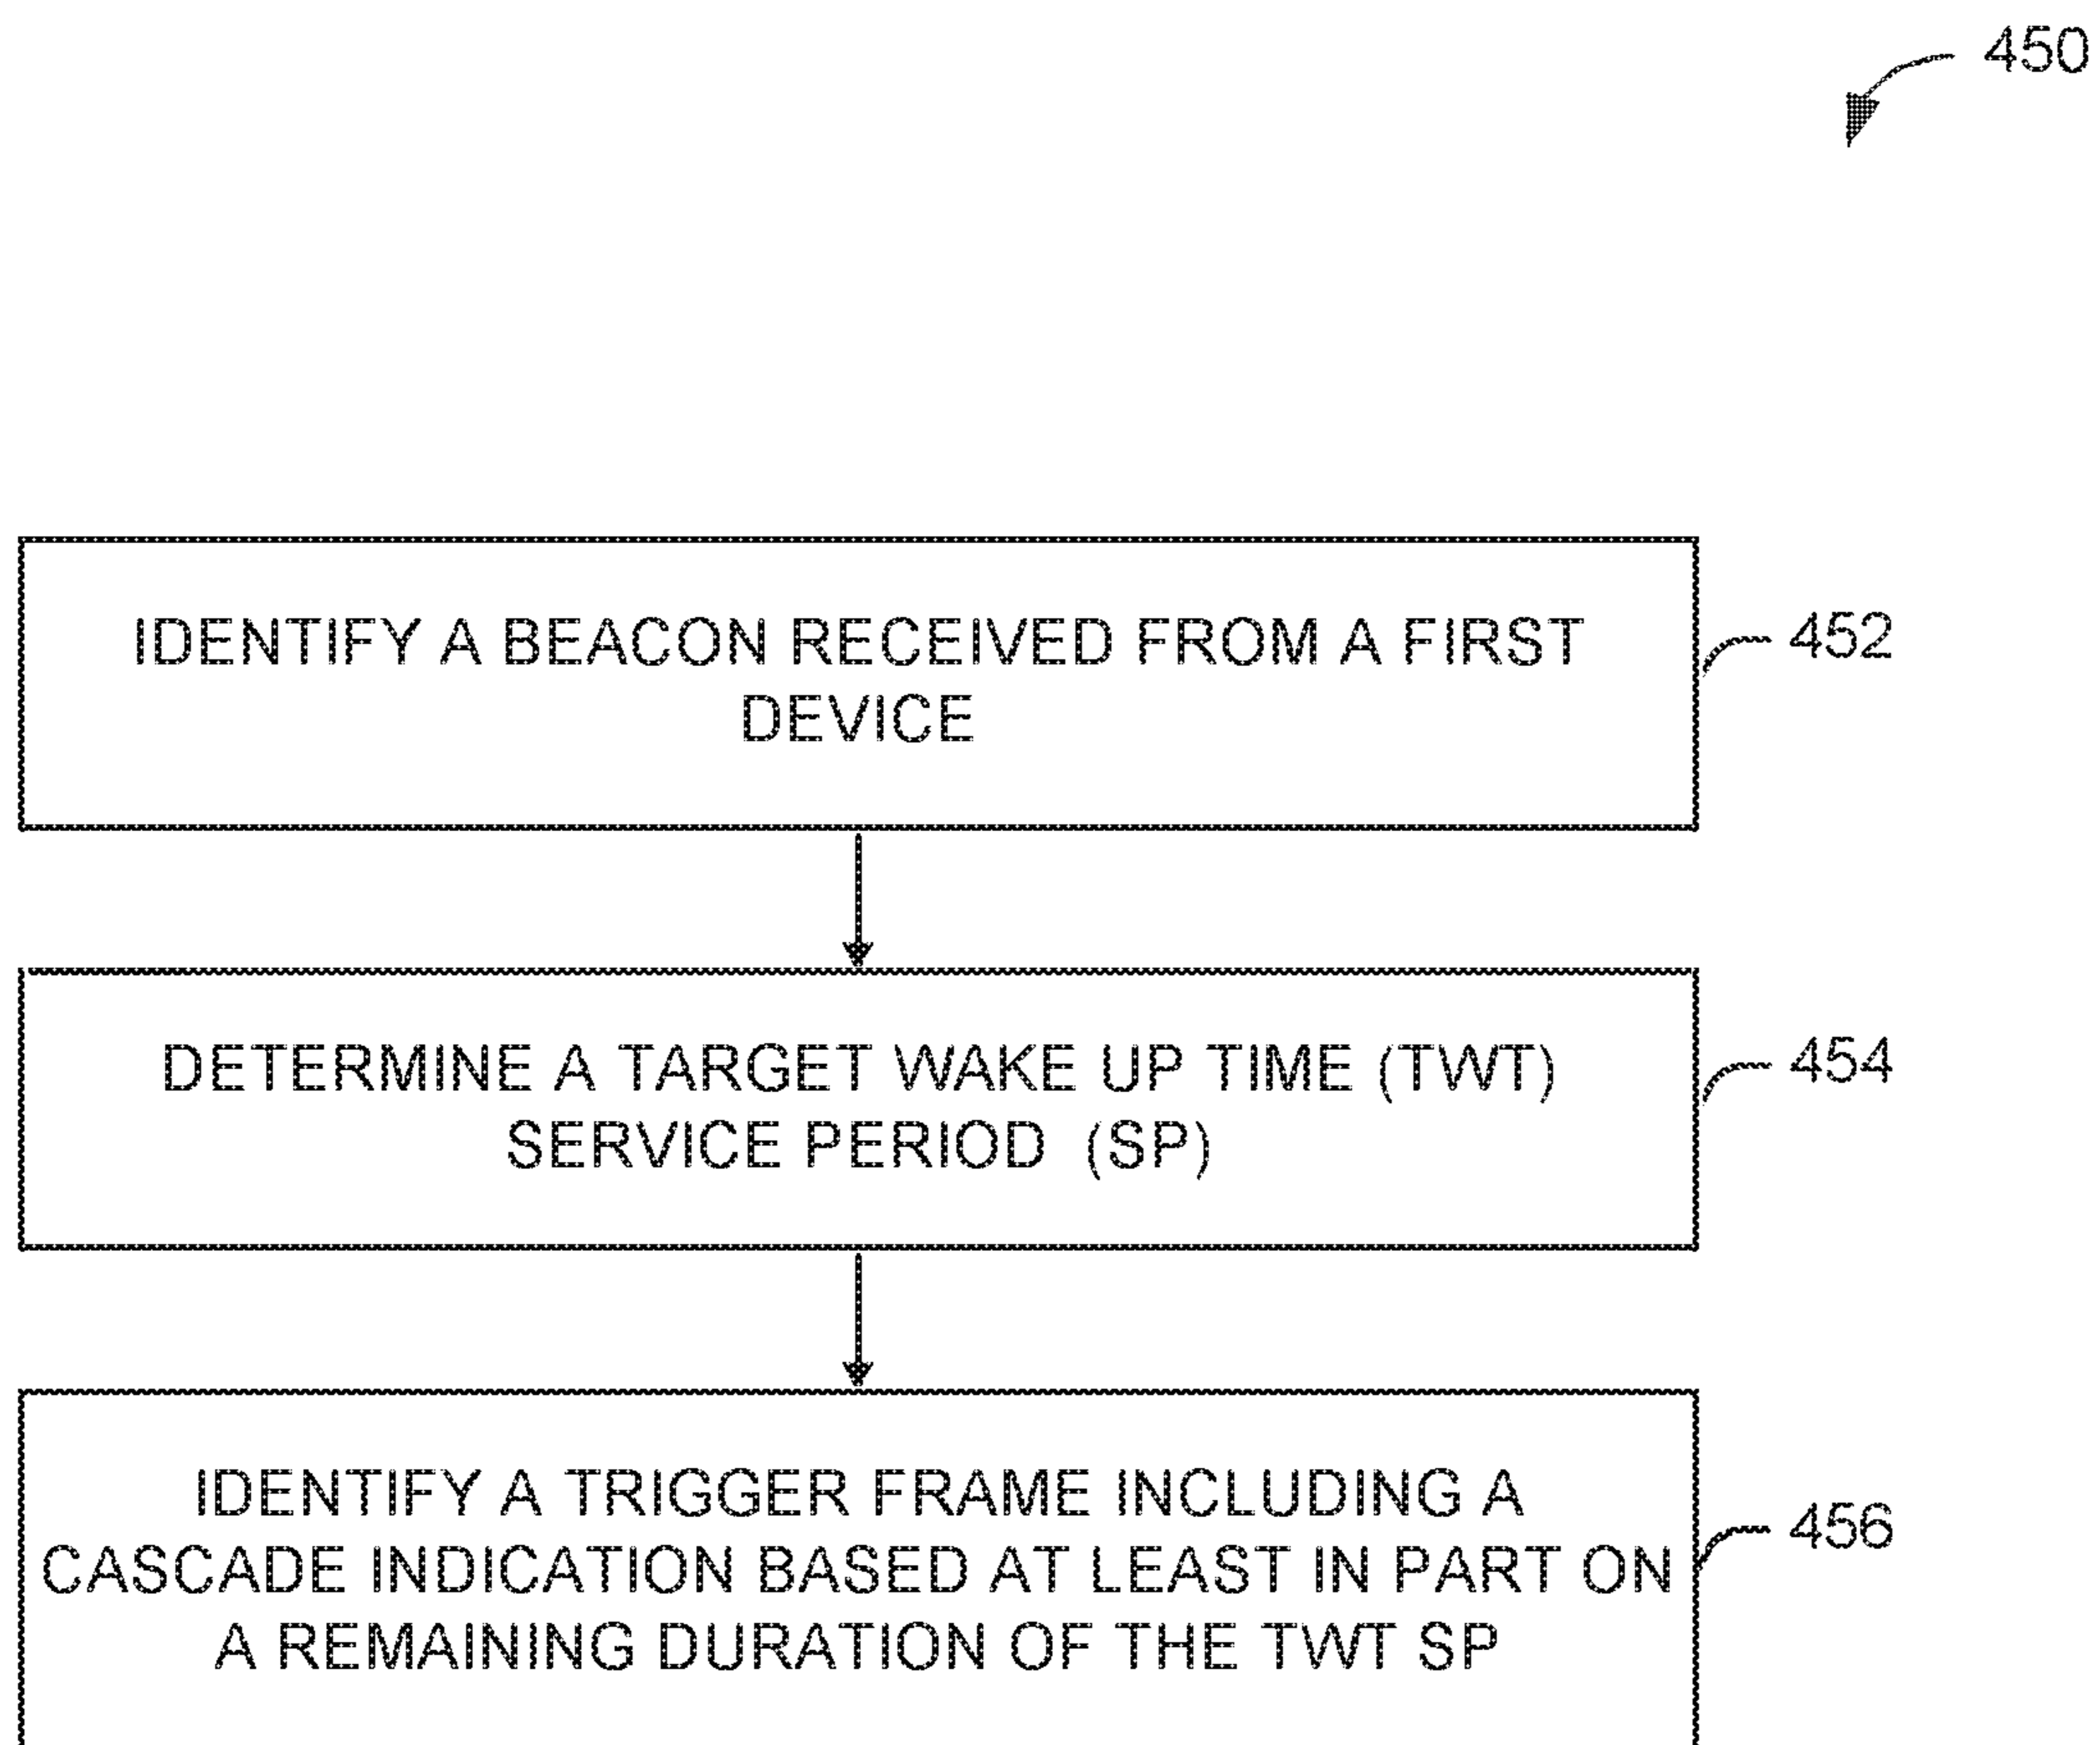 450
IDENTIFY A BEACON RECEIVED FROM A FIRST
DEVICE
452
DETERMINE A TARGET WAKE UP TIME (TWT)
SERVICE PERIOD (SP)
454
IDENTIFY A TRIGGER FRAME INCLUDING A
CASCADE INDICATION BASED AT LEAST IN PART ON
A REMAINING DURATION OF THE TWT SP
456